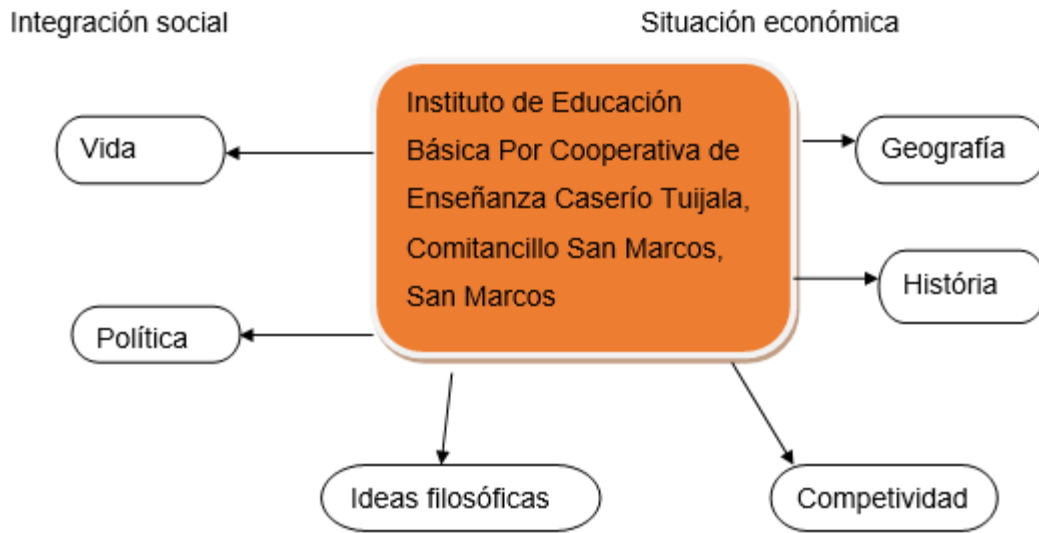 Integración social
Situación económica
Instituto de Educación
Básica Por Cooperativa de
Enseñanza Caserío Tuijala,
Comitancillo San Marcos,
San Marcos
Vida
Geografía
História
Política
Ideas filosóficas
Competividad